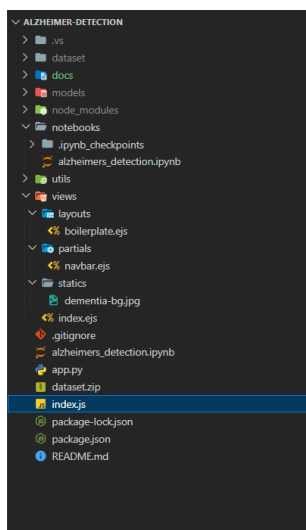 ALZHEIMER-DETECTION
.vs
dataset
docs
models
node_modules
notebooks
.ipynb_checkpoints
alzheimers_detection.ipynb
utils
views
layouts
boilerplate.ejs
partials
navbar.ejs
statics
dementia-bg.jpg
index.ejs
.gitignore
alzheimers_detection.ipynb
app.py
dataset.zip
index.js
package-lock.json
package.json
README.md